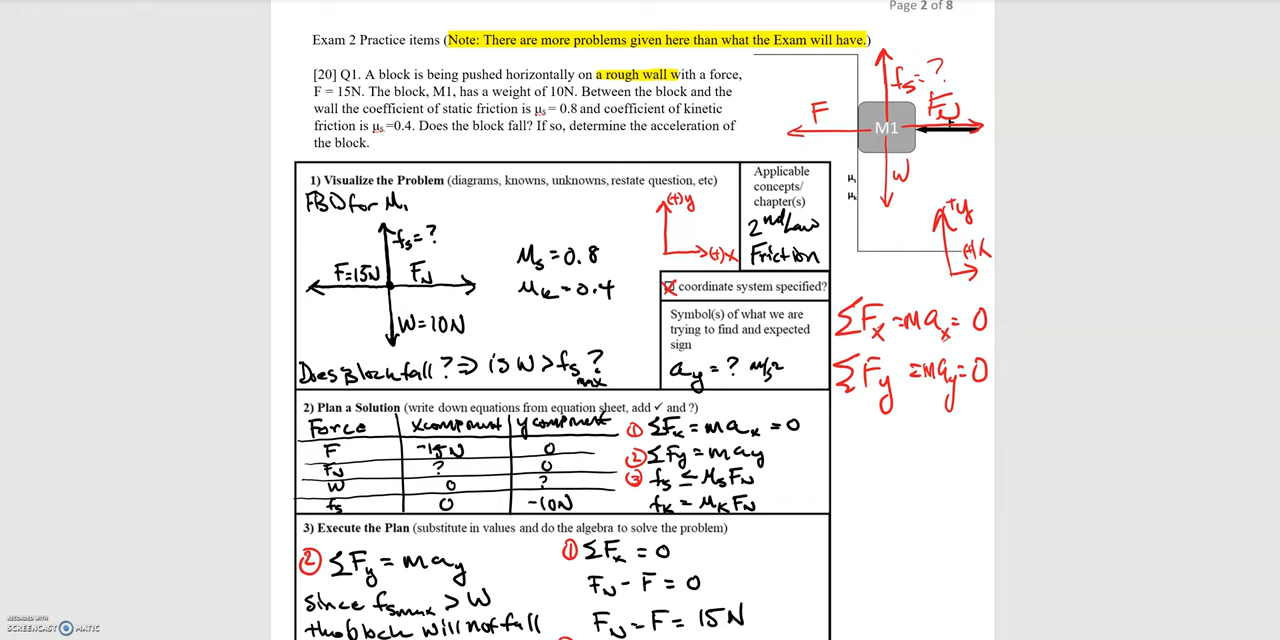 Page 2 of 8
Exam 2 Practice items (Note: There are more problems given here than what the Exam will have.)
[20] Q1. A block is being pushed horizontally on a rough wall with a force,
F = 15N. The block, M1, has a weight of 10N. Between the block and the
wall the coefficient of static friction is μs= 0.8 and coefficient of kinetic
friction is μs=0.4. Does the block fall? If so, determine the acceleration of
the block.
fs=?
F
FN
F
M1
W
μs
μk
+y
(+)x
ΣFx=max=0
ΣFy=may=0
1) Visualize the Problem (diagrams, knowns, unknowns, restate question, etc)
FBD for M1
fs=?
F=15N
FN
W=10N
Ms=0.8
Mk=0.4
(+)y
(+)x
Does Block fall? => is W > fs max?
Applicable
concepts/
chapter(s)
2nd Law
Friction
coordinate system specified?
Symbol(s) of what we are
trying to find and expected
sign
ay=? m/s2
2) Plan a Solution (write down equations from equation sheet, add ✓ and ?)
Force x component y component
F -15N 0
FN ? 0
W 0 ?
fs 0 -10N
① ΣFx = max = 0
② ΣFy = may
③ fs ≤ MsFN
fk = MkFN
3) Execute the Plan (substitute in values and do the algebra to solve the problem)
② ΣFy = may
since fsmax > W
the block will not fall
① ΣFx = 0
FN - F = 0
FN - F = 15N
RECORDED WITH
SCREENCAST MATIC